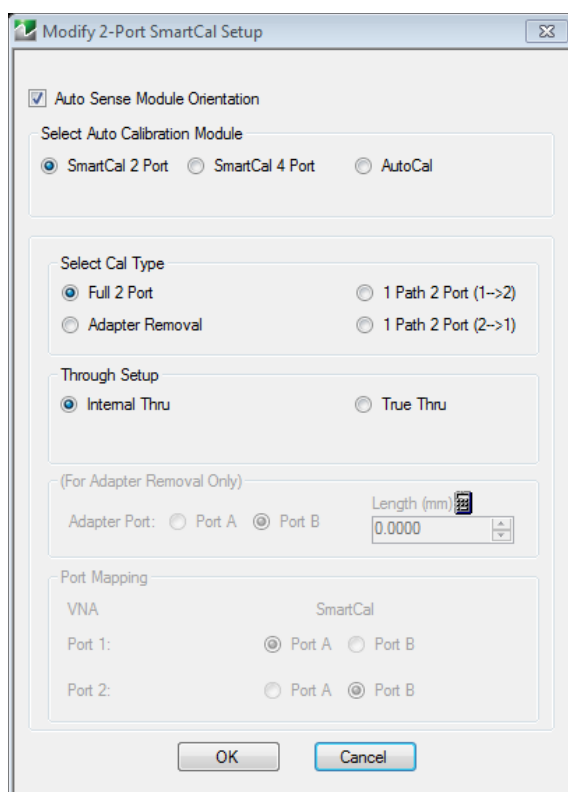 Modify 2-Port SmartCal Setup
Auto Sense Module Orientation
Select Auto Calibration Module
SmartCal 2 Port SmartCal 4 Port AutoCal
Select Cal Type
Full 2 Port 1 Path 2 Port (1-->2)
Adapter Removal 1 Path 2 Port (2-->1)
Through Setup
Internal Thru True Thru
(For Adapter Removal Only)
Length (mm)
Adapter Port: Port A Port B 0.0000
Port Mapping
VNA SmartCal
Port 1: Port A Port B
Port 2: Port A Port B
OK Cancel